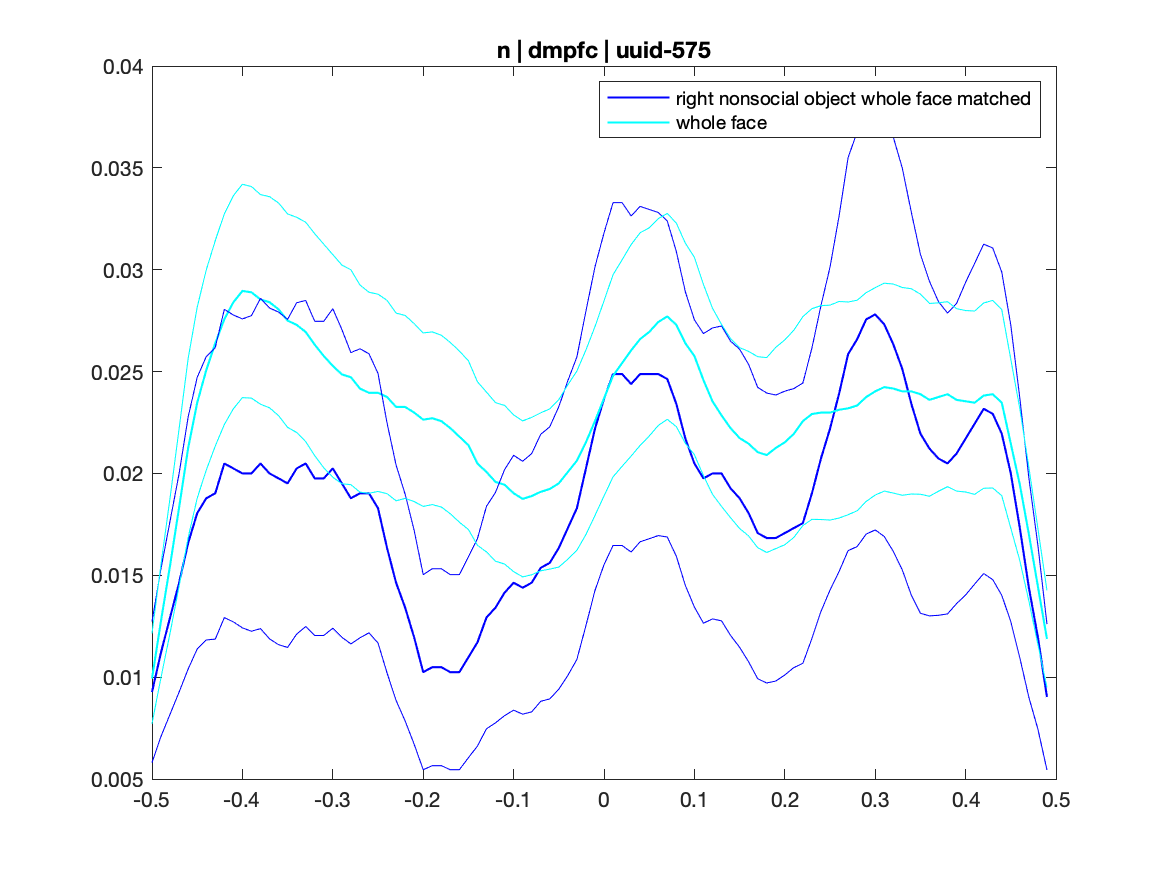 n | dmpfc | uuid-575
right nonsocial object whole face matched
whole face
0.04
0.035
0.03
0.025
0.02
0.015
0.01
0.005
-0.5 -0.4 -0.3 -0.2 -0.1 0 0.1 0.2 0.3 0.4 0.5